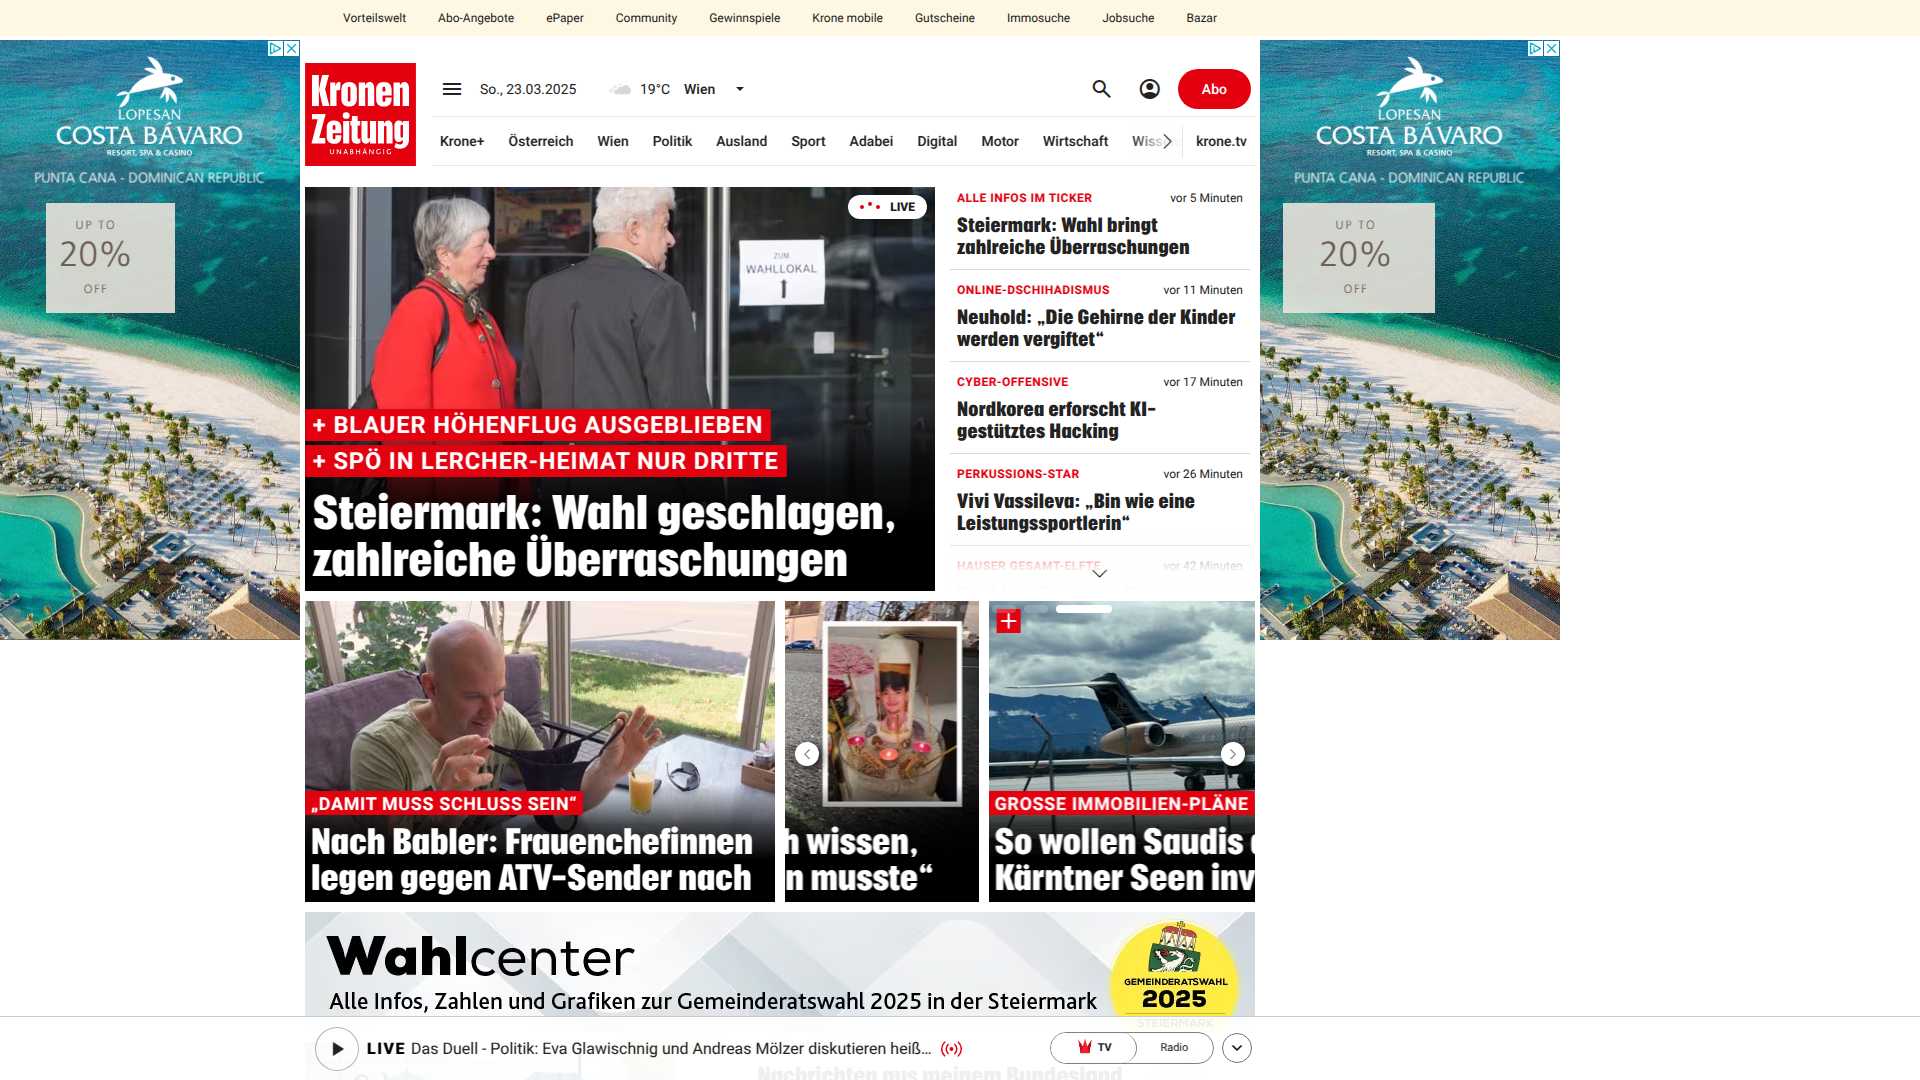 Vorteilswelt
Abo-Angebote
ePaper
Community
Gewinnspiele
Krone mobile
Gutscheine
Immosuche
Jobsuche
Bazar
LOPESAN
COSTA BÁVARO
RESORT, SPA & CASINO
PUNTA CANA - DOMINICAN REPUBLIC
UP TO
20%
OFF
Kronen
Zeitung
UNABHÄNGIG
So., 23.03.2025
19°C Wien
Abo
Krone+
Österreich
Wien
Politik
Ausland
Sport
Adabei
Digital
Motor
Wirtschaft
Wiss
krone.tv
LIVE
ZUM
WAHLLOKAL
+ BLAUER HÖHENFLUG AUSGEBLIEBEN
+ SPÖ IN LERCHER-HEIMAT NUR DRITTE
Steiermark: Wahl geschlagen,
zahlreiche Überraschungen
ALLE INFOS IM TICKER
vor 5 Minuten
Steiermark: Wahl bringt
zahlreiche Überraschungen
ONLINE-DSCHIHADISMUS
vor 11 Minuten
Neuhold: „Die Gehirne der Kinder
werden vergiftet“
CYBER-OFFENSIVE
vor 17 Minuten
Nordkorea erforscht KI-
gestütztes Hacking
PERKUSSIONS-STAR
vor 26 Minuten
Vivi Vassileva: „Bin wie eine
Leistungssportlerin“
HAUSER GESAMT-ELFTE
vor 42 Minuten
LOPESAN
COSTA BÁVARO
RESORT, SPA & CASINO
PUNTA CANA - DOMINICAN REPUBLIC
UP TO
20%
OFF
„DAMIT MUSS SCHLUSS SEIN“
Nach Babler: Frauenchefinnen
legen gegen ATV-Sender nach
h wissen,
n musste“
GROSSE IMMOBILIEN-PLÄNE
So wollen Saudis
Kärntner Seen inv
Wahlcenter
Alle Infos, Zahlen und Grafiken zur Gemeinderatswahl 2025 in der Steiermark
GEMEINDERATSWAHL
2025
STEIERMARK
LIVE Das Duell - Politik: Eva Glawischnig und Andreas Mölzer diskutieren heiß...
TV
Radio
Nachrichten aus meinem Bundesland